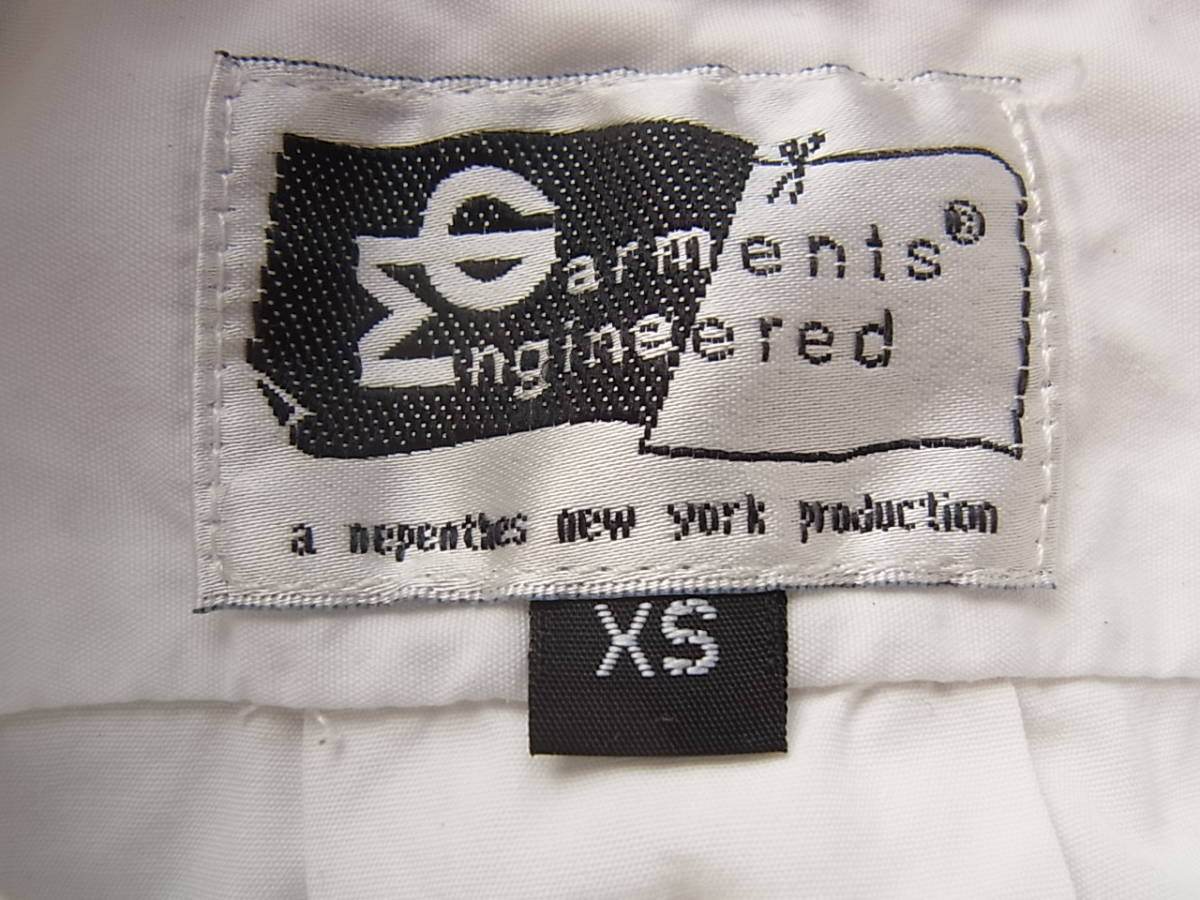 Garments®
Engineered
a nepenthes new york production
XS